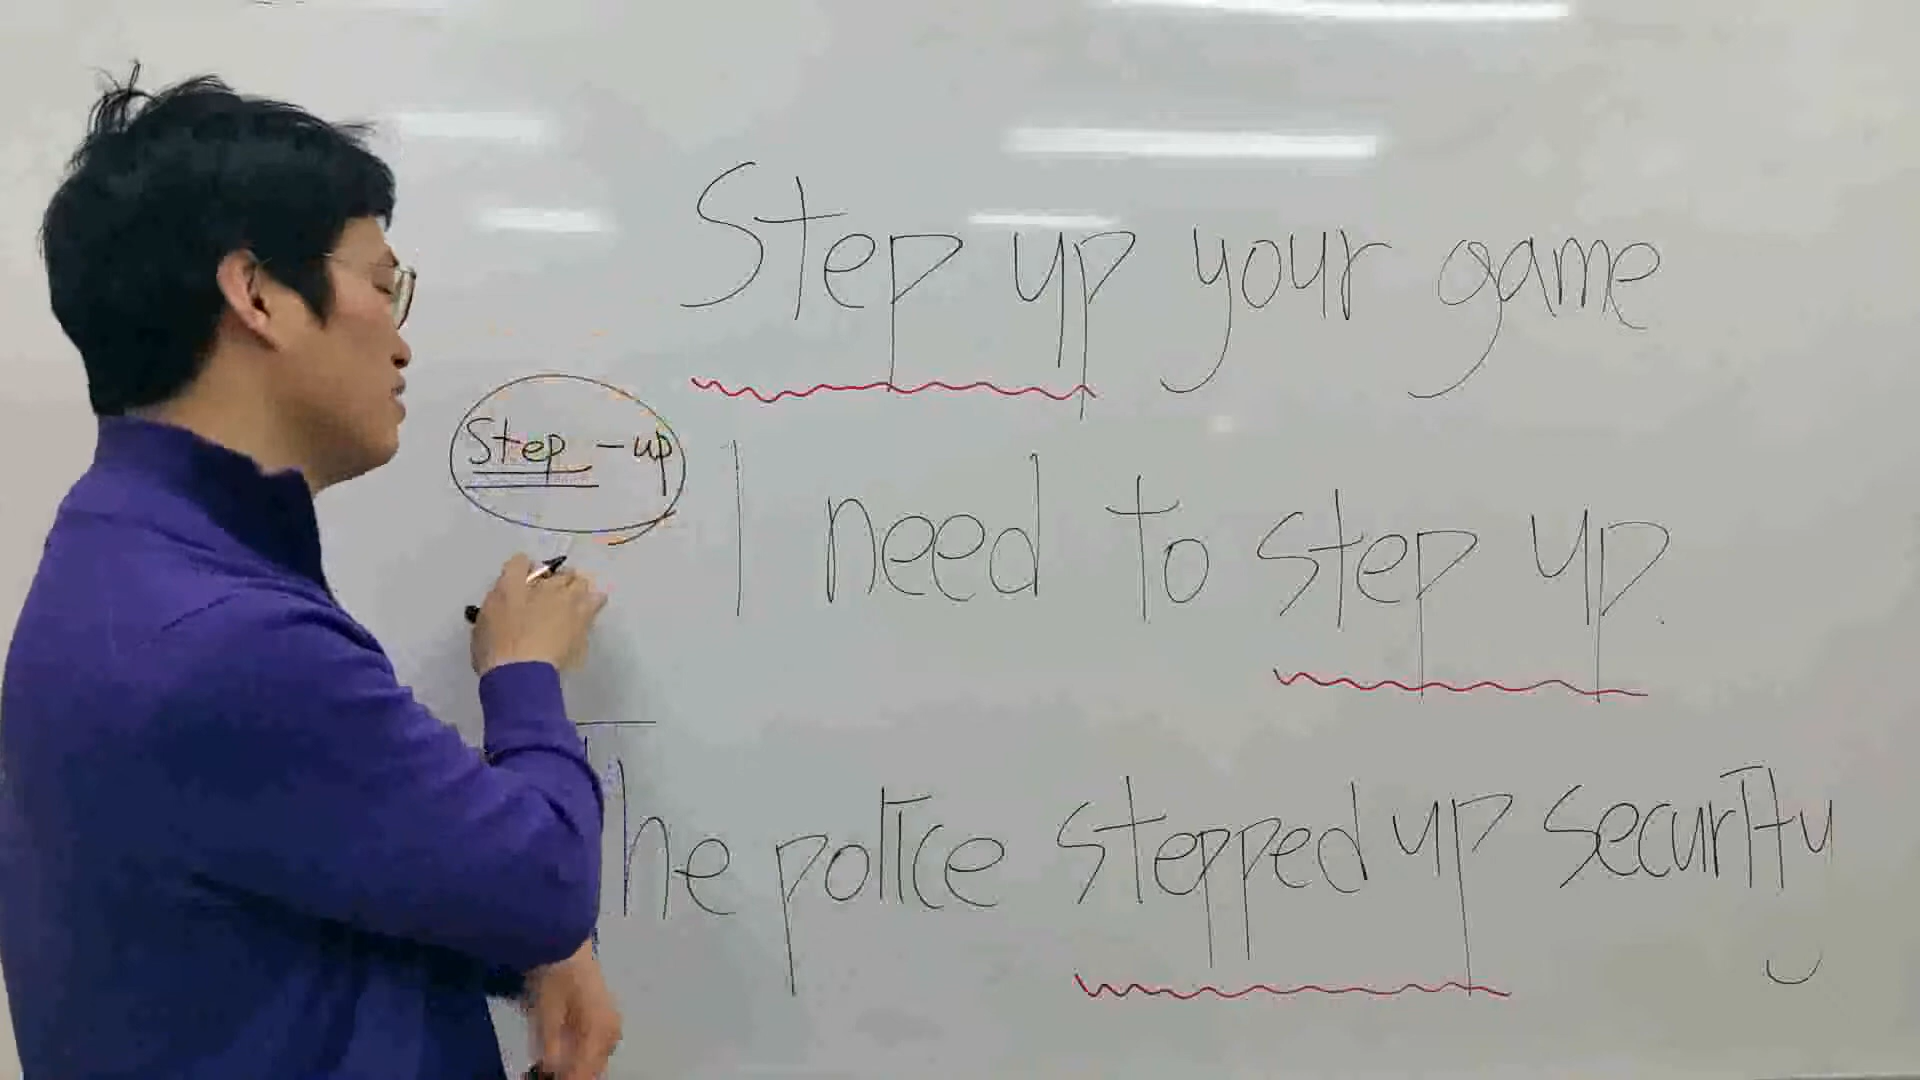 Step up your game
Step - up
I need to step up.
The police stepped up security